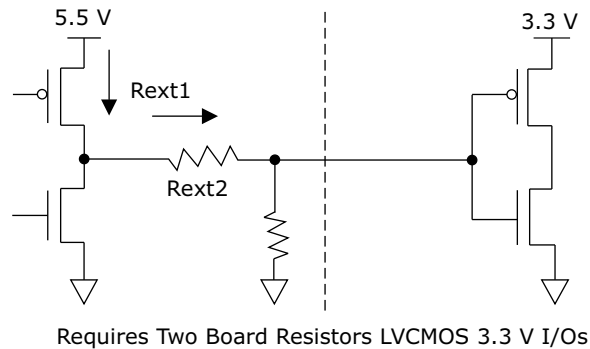 5.5 V
3.3 V
Rext1
Rext2
Requires Two Board Resistors LVCMOS 3.3 V I/Os